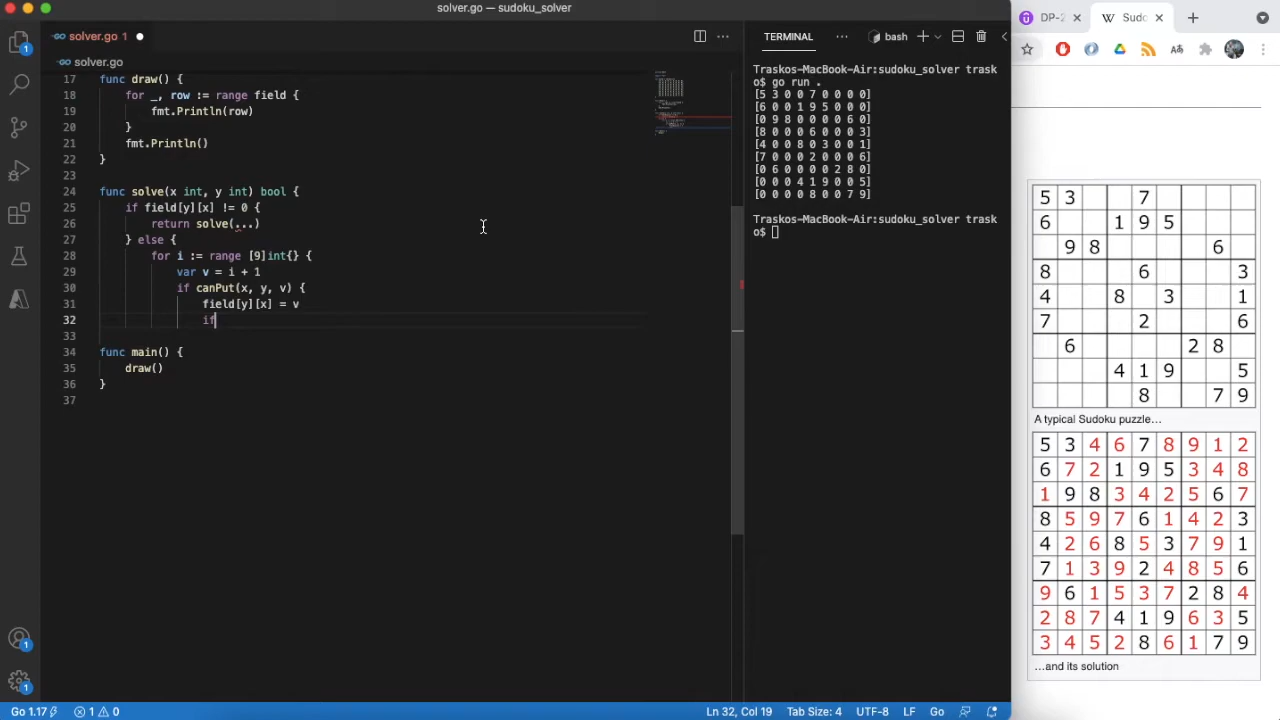 solver.go — sudoku_solver
solver.go 1
solver.go
17 func draw() {
18 for _, row := range field {
19 fmt.Println(row)
20 }
21 fmt.Println()
22 }
23
24 func solve(x int, y int) bool {
25 if field[y][x] != 0 {
26 return solve(...)
27 } else {
28 for i := range [9]int{} {
29 var v = i + 1
30 if canPut(x, y, v) {
31 field[y][x] = v
32 if
33
34 func main() {
35 draw()
36 }
37
TERMINAL
bash
Traskos-MacBook-Air:sudoku_solver trask
o$ go run .
[5 3 0 0 7 0 0 0 0]
[6 0 0 1 9 5 0 0 0]
[0 9 8 0 0 0 0 6 0]
[8 0 0 0 6 0 0 0 3]
[4 0 0 8 0 3 0 0 1]
[7 0 0 0 2 0 0 0 6]
[0 6 0 0 0 0 2 8 0]
[0 0 0 4 1 9 0 0 5]
[0 0 0 0 8 0 0 7 9]
Traskos-MacBook-Air:sudoku_solver trask
o$
DP-2
W Sudo
5 3 7
6 1 9 5
9 8 6
8 6 3
4 8 3 1
7 2 6
6 2 8
4 1 9 5
8 7 9
A typical Sudoku puzzle...
5 3 4 6 7 8 9 1 2
6 7 2 1 9 5 3 4 8
1 9 8 3 4 2 5 6 7
8 5 9 7 6 1 4 2 3
4 2 6 8 5 3 7 9 1
7 1 3 9 2 4 8 5 6
9 6 1 5 3 7 2 8 4
2 8 7 4 1 9 6 3 5
3 4 5 2 8 6 1 7 9
...and its solution
1
1
1
Go 1.17 1 0
Ln 32, Col 19 Tab Size: 4 UTF-8 LF Go